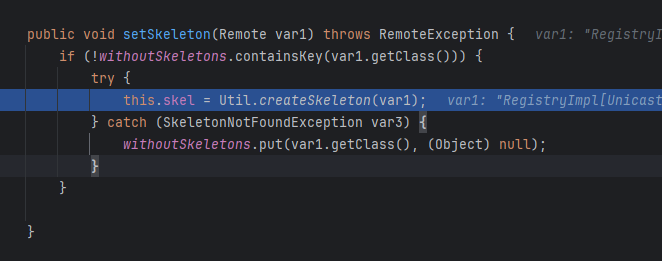 public void setSkeleton(Remote var1) throws RemoteException { var1: "RegistryI
if (!withoutSkeletons.containsKey(var1.getClass())) {
try {
this.skel = Util.createSkeleton(var1); var1: "RegistryImpl[Unicast
} catch (SkeletonNotFoundException var3) {
withoutSkeletons.put(var1.getClass(), (Object) null);
}
}
}